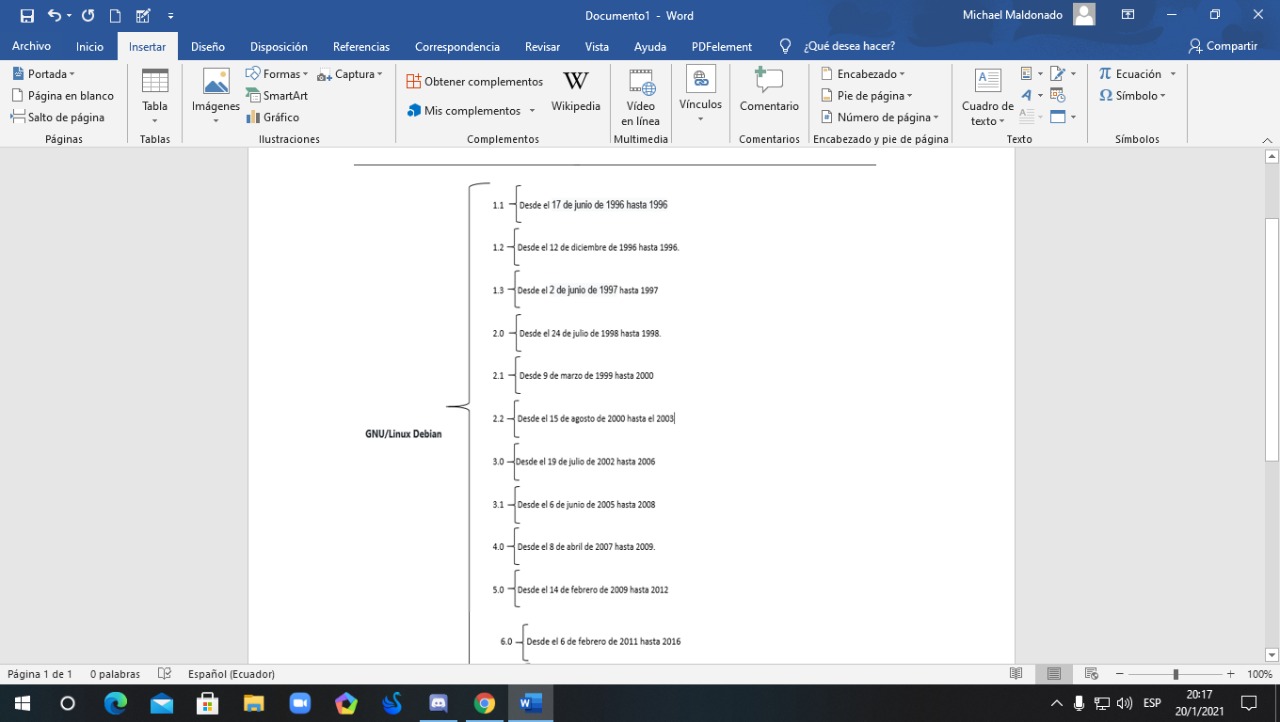 Documento1 - Word
Michael Maldonado
Archivo Inicio Insertar Diseño Disposición Referencias Correspondencia Revisar Vista Ayuda PDFelement ¿Qué desea hacer? Compartir
Portada
Página en blanco
Salto de página
Páginas
Tabla
Tablas
Imágenes
Formas
SmartArt
Gráfico
Captura
Ilustraciones
Obtener complementos
Mis complementos
W
Wikipedia
Complementos
Vídeo
en línea
Multimedia
Vínculos
Comentario
Comentarios
Encabezado
Pie de página
Número de página
Encabezado y pie de página
Cuadro de
texto
Texto
Ecuación
Símbolo
Símbolos
1.1 Desde el 17 de junio de 1996 hasta 1996
1.2 Desde el 12 de diciembre de 1996 hasta 1996.
1.3 Desde el 2 de junio de 1997 hasta 1997
2.0 Desde el 24 de julio de 1998 hasta 1998.
2.1 Desde 9 de marzo de 1999 hasta 2000
2.2 Desde el 15 de agosto de 2000 hasta el 2003
GNU/Linux Debian
3.0 Desde el 19 de julio de 2002 hasta 2006
3.1 Desde el 6 de junio de 2005 hasta 2008
4.0 Desde el 8 de abril de 2007 hasta 2009.
5.0 Desde el 14 de febrero de 2009 hasta 2012
6.0 Desde el 6 de febrero de 2011 hasta 2016
Página 1 de 1 0 palabras Español (Ecuador) 100%
ESP
20:17
20/1/2021